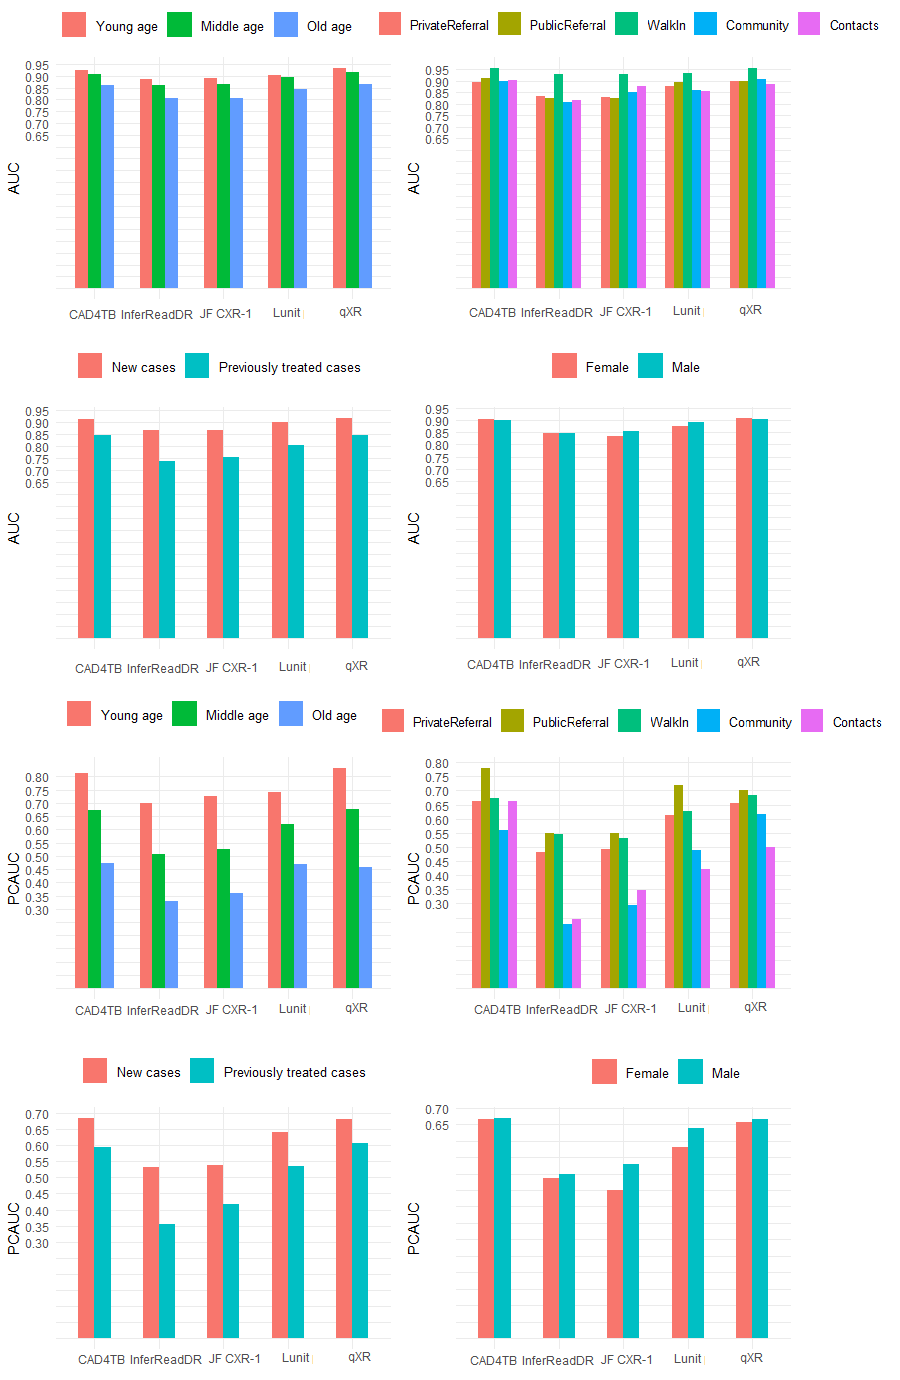 Young age Middle age Old age
0.95
0.90
0.85
0.80
0.75
0.70
0.65
AUC
CAD4TB InferReadDR JF CXR-1 Lunit qXR
PrivateReferral PublicReferral WalkIn Community Contacts
0.95
0.90
0.85
0.80
0.75
0.70
0.65
AUC
CAD4TB InferReadDR JF CXR-1 Lunit qXR
New cases Previously treated cases
0.95
0.90
0.85
0.80
0.75
0.70
0.65
AUC
CAD4TB InferReadDR JF CXR-1 Lunit qXR
Female Male
0.95
0.90
0.85
0.80
0.75
0.70
0.65
AUC
CAD4TB InferReadDR JF CXR-1 Lunit qXR
Young age Middle age Old age
0.80
0.75
0.70
0.65
0.60
0.55
0.50
0.45
0.40
0.35
0.30
PCAUC
CAD4TB InferReadDR JF CXR-1 Lunit qXR
PrivateReferral PublicReferral WalkIn Community Contacts
0.80
0.75
0.70
0.65
0.60
0.55
0.50
0.45
0.40
0.35
0.30
PCAUC
CAD4TB InferReadDR JF CXR-1 Lunit qXR
New cases Previously treated cases
0.70
0.65
0.60
0.55
0.50
0.45
0.40
0.35
0.30
PCAUC
CAD4TB InferReadDR JF CXR-1 Lunit qXR
Female Male
0.70
0.65
PCAUC
CAD4TB InferReadDR JF CXR-1 Lunit qXR